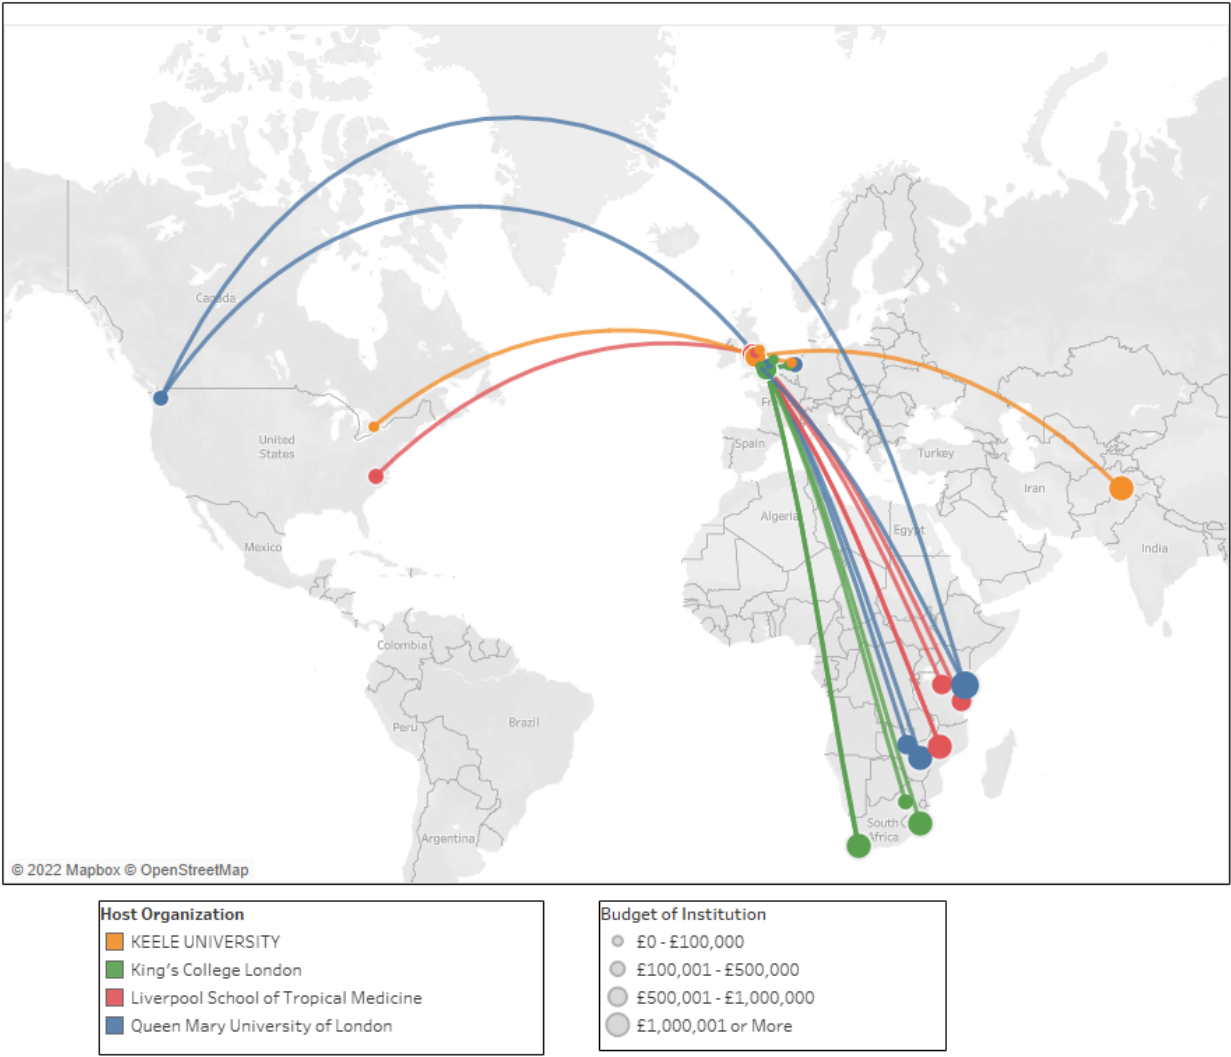 Canada
United
States
Mexico
Colombia
Peru
Brazil
Argentina
Spain
Turkey
Algeria
Egypt
Iran
India
South
Africa
© 2022 Mapbox © OpenStreetMap
Host Organization
KEELE UNIVERSITY
King's College London
Liverpool School of Tropical Medicine
Queen Mary University of London
Budget of Institution
£0 - £100,000
£100,001 - £500,000
£500,001 - £1,000,000
£1,000,001 or More